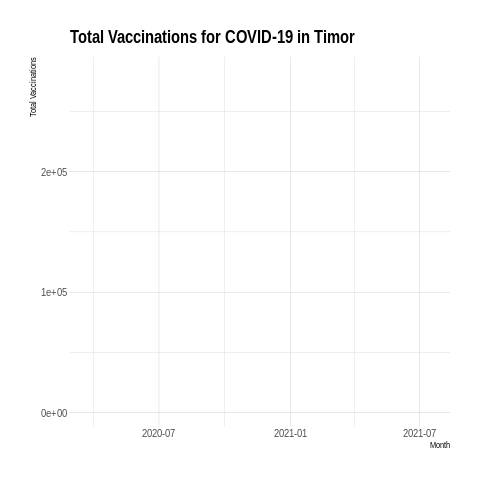 Total Vaccinations for COVID-19 in Timor
Total Vaccinations
2e+05
1e+05
0e+00
2020-07 2021-01 2021-07
Month